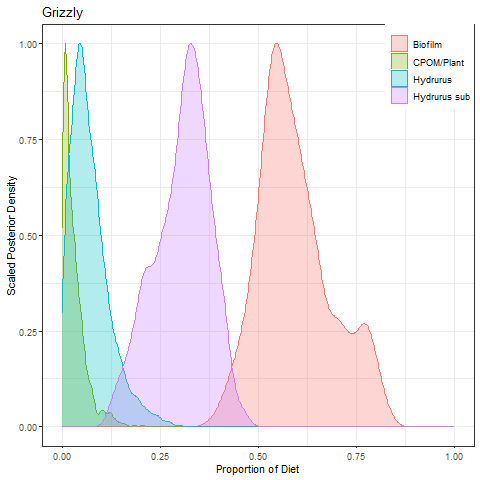 Grizzly
Biofilm
CPOM/Plant
Hydrurus
Hydrurus sub
Scaled Posterior Density
1.00
0.75
0.50
0.25
0.00
0.00 0.25 0.50 0.75 1.00
Proportion of Diet